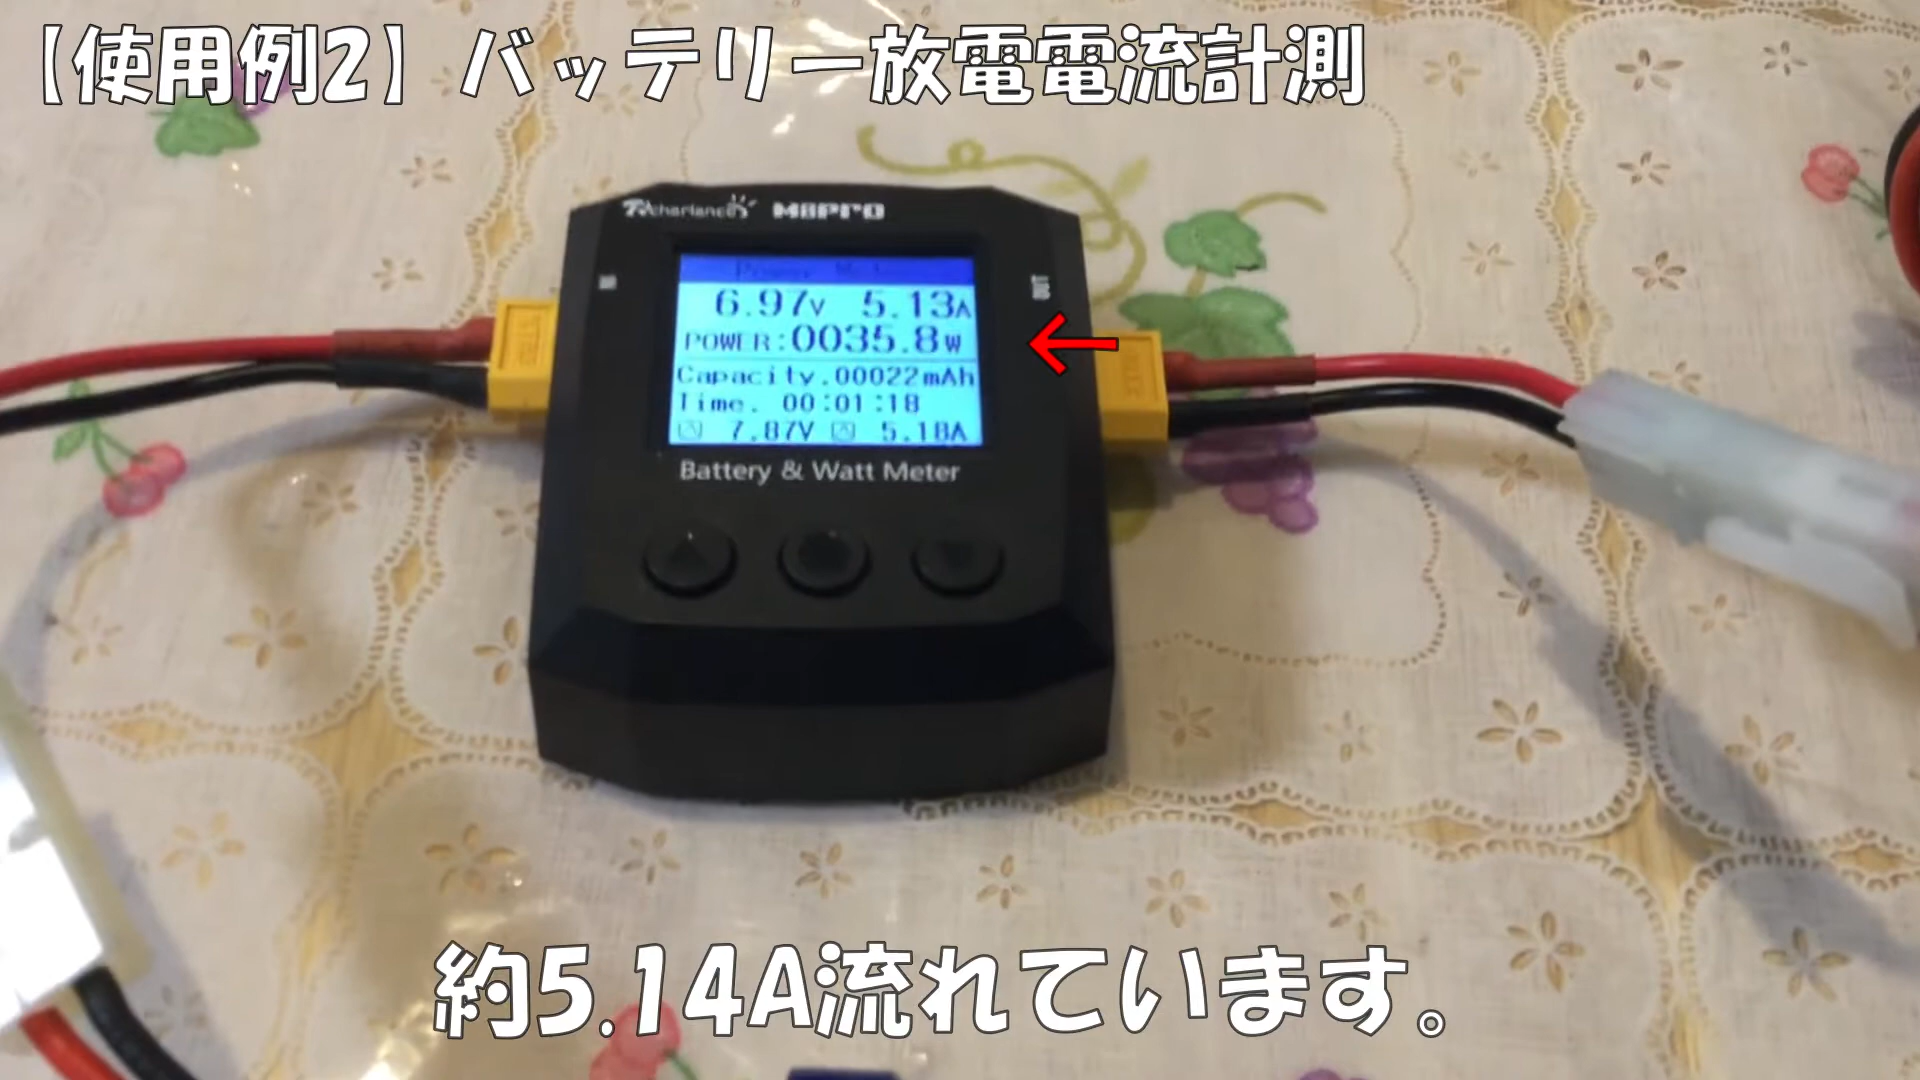 【使用例2】バッテリー放電電流計測
M8PRO
IN
OUT
6.97V 5.13A
POWER:0035.8W
Capacity.00022mAh
Time. 00:01:18
7.87V 5.18A
Battery & Watt Meter
約5.14A流れています。